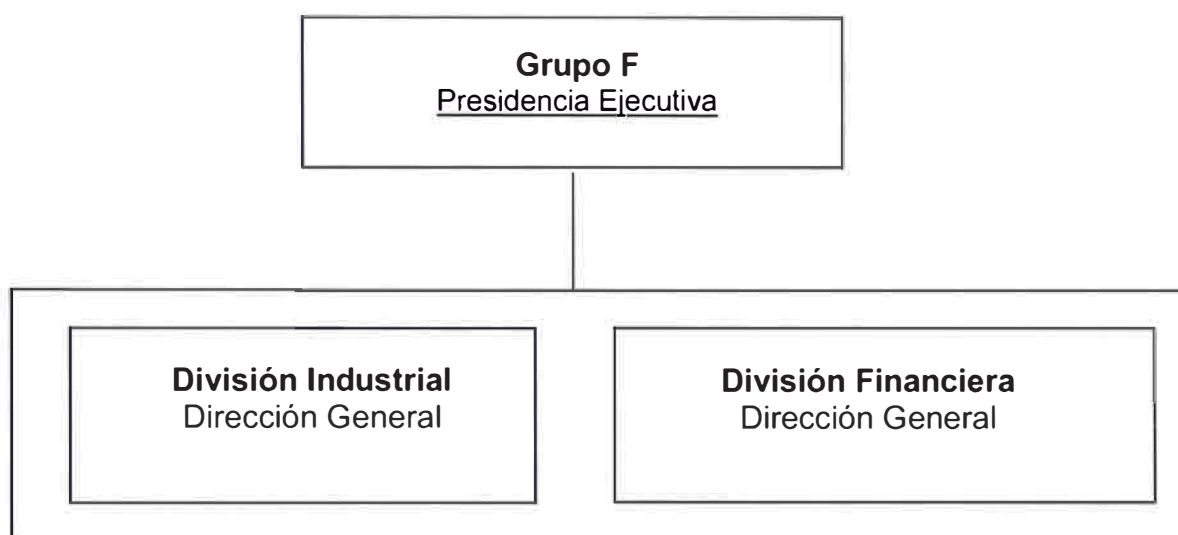 Grupo F
Presidencia Ejecutiva
División Industrial
Dirección General
División Financiera
Dirección General